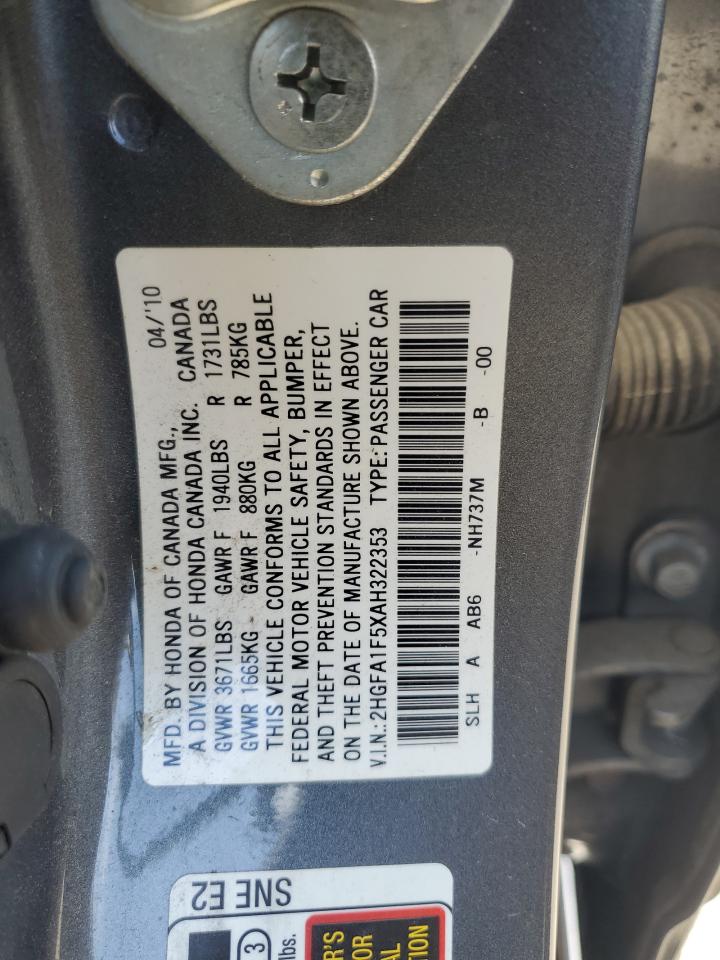 MFD. BY HONDA OF CANADA MFG., 04/'10
A DIVISION OF HONDA CANADA INC. CANADA
GVWR 3671LBS GAWR F 1940LBS R 1731LBS
GVWR 1665KG GAWR F 880KG R 785KG
THIS VEHICLE CONFORMS TO ALL APPLICABLE
FEDERAL MOTOR VEHICLE SAFETY, BUMPER,
AND THEFT PREVENTION STANDARDS IN EFFECT
ON THE DATE OF MANUFACTURE SHOWN ABOVE.
V.I.N.:2HGFA1F5XAH322353 TYPE:PASSENGER CAR
SLH A AB6 -NH737M -B -00
SNE E2
3
lbs.
R'S
OR
AL
TION